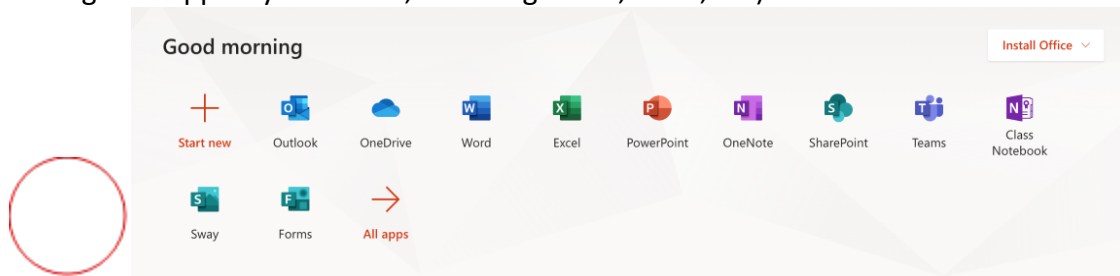 Good morning
Install Office
Start new
Outlook
OneDrive
Word
Excel
PowerPoint
OneNote
SharePoint
Teams
Class
Notebook
Sway
Forms
All apps